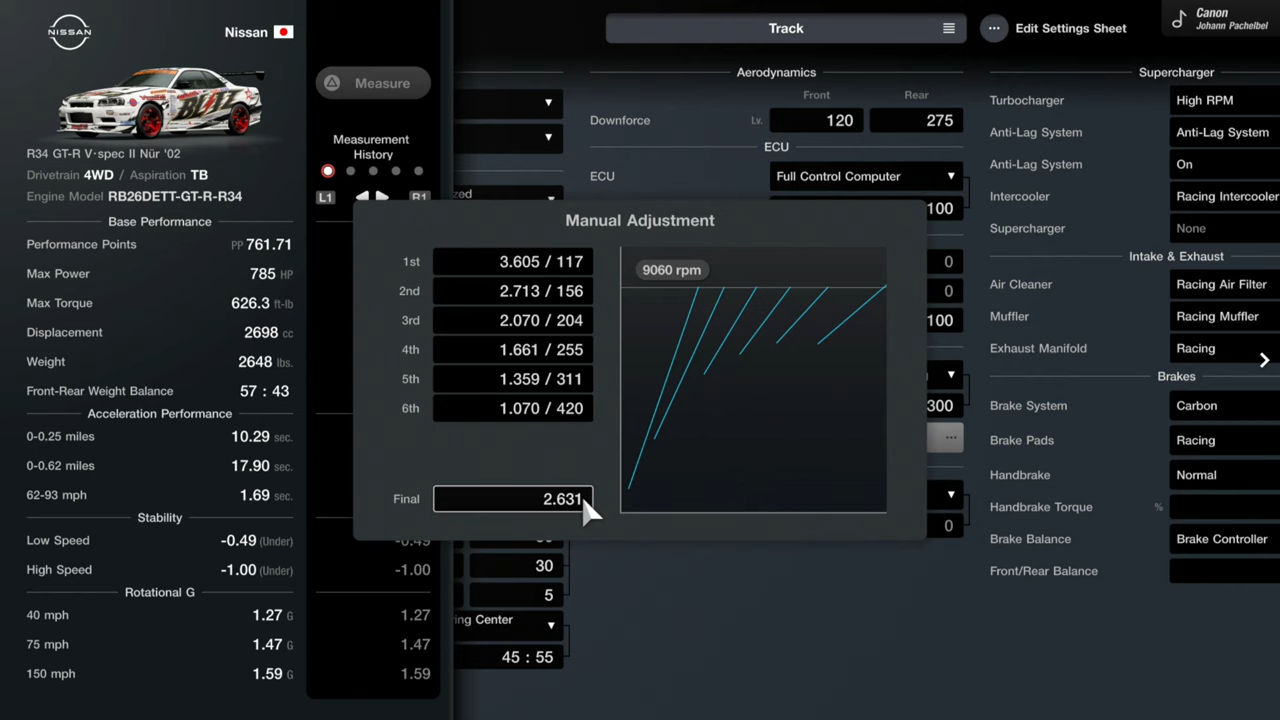 NISSAN
Nissan
BLITZ
R34 GT-R V·spec II Nür '02
Drivetrain 4WD / Aspiration TB
Engine Model RB26DETT-GT-R-R34
Base Performance
Performance Points PP 761.71
Max Power 785 HP
Max Torque 626.3 ft-lb
Displacement 2698 cc
Weight 2648 lbs.
Front-Rear Weight Balance 57 : 43
Acceleration Performance
0-0.25 miles 10.29 sec.
0-0.62 miles 17.90 sec.
62-93 mph 1.69 sec.
Stability
Low Speed -0.49 (Under)
High Speed -1.00 (Under)
Rotational G
40 mph 1.27 G
75 mph 1.47 G
150 mph 1.59 G
Measure
Measurement
History
L1 R1
-0.49
-1.00
1.27
1.47
1.59
Track
Edit Settings Sheet
Canon
Johann Pachelbel
Manual Adjustment
1st 3.605 / 117
2nd 2.713 / 156
3rd 2.070 / 204
4th 1.661 / 255
5th 1.359 / 311
6th 1.070 / 420
Final 2.631
9060 rpm
30
5
ring Center
45 : 55
Aerodynamics
Front Rear
Downforce Lv. 120 275
ECU
ECU Full Control Computer
100
0
0
100
300
0
Supercharger
Turbocharger High RPM
Anti-Lag System Anti-Lag System
Anti-Lag System On
Intercooler Racing Intercooler
Supercharger None
Intake & Exhaust
Air Cleaner Racing Air Filter
Muffler Racing Muffler
Exhaust Manifold Racing
Brakes
Brake System Carbon
Brake Pads Racing
Handbrake Normal
Handbrake Torque %
Brake Balance Brake Controller
Front/Rear Balance